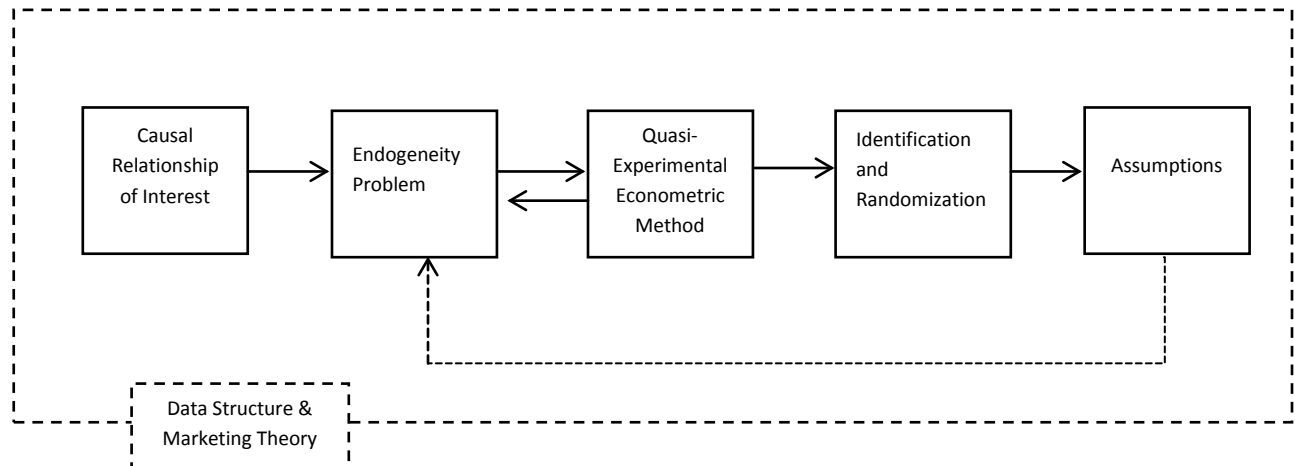 Causal
Relationship
of Interest
Endogeneity
Problem
Quasi-
Experimental
Econometric
Method
Identification
and
Randomization
Assumptions
Data Structure &
Marketing Theory